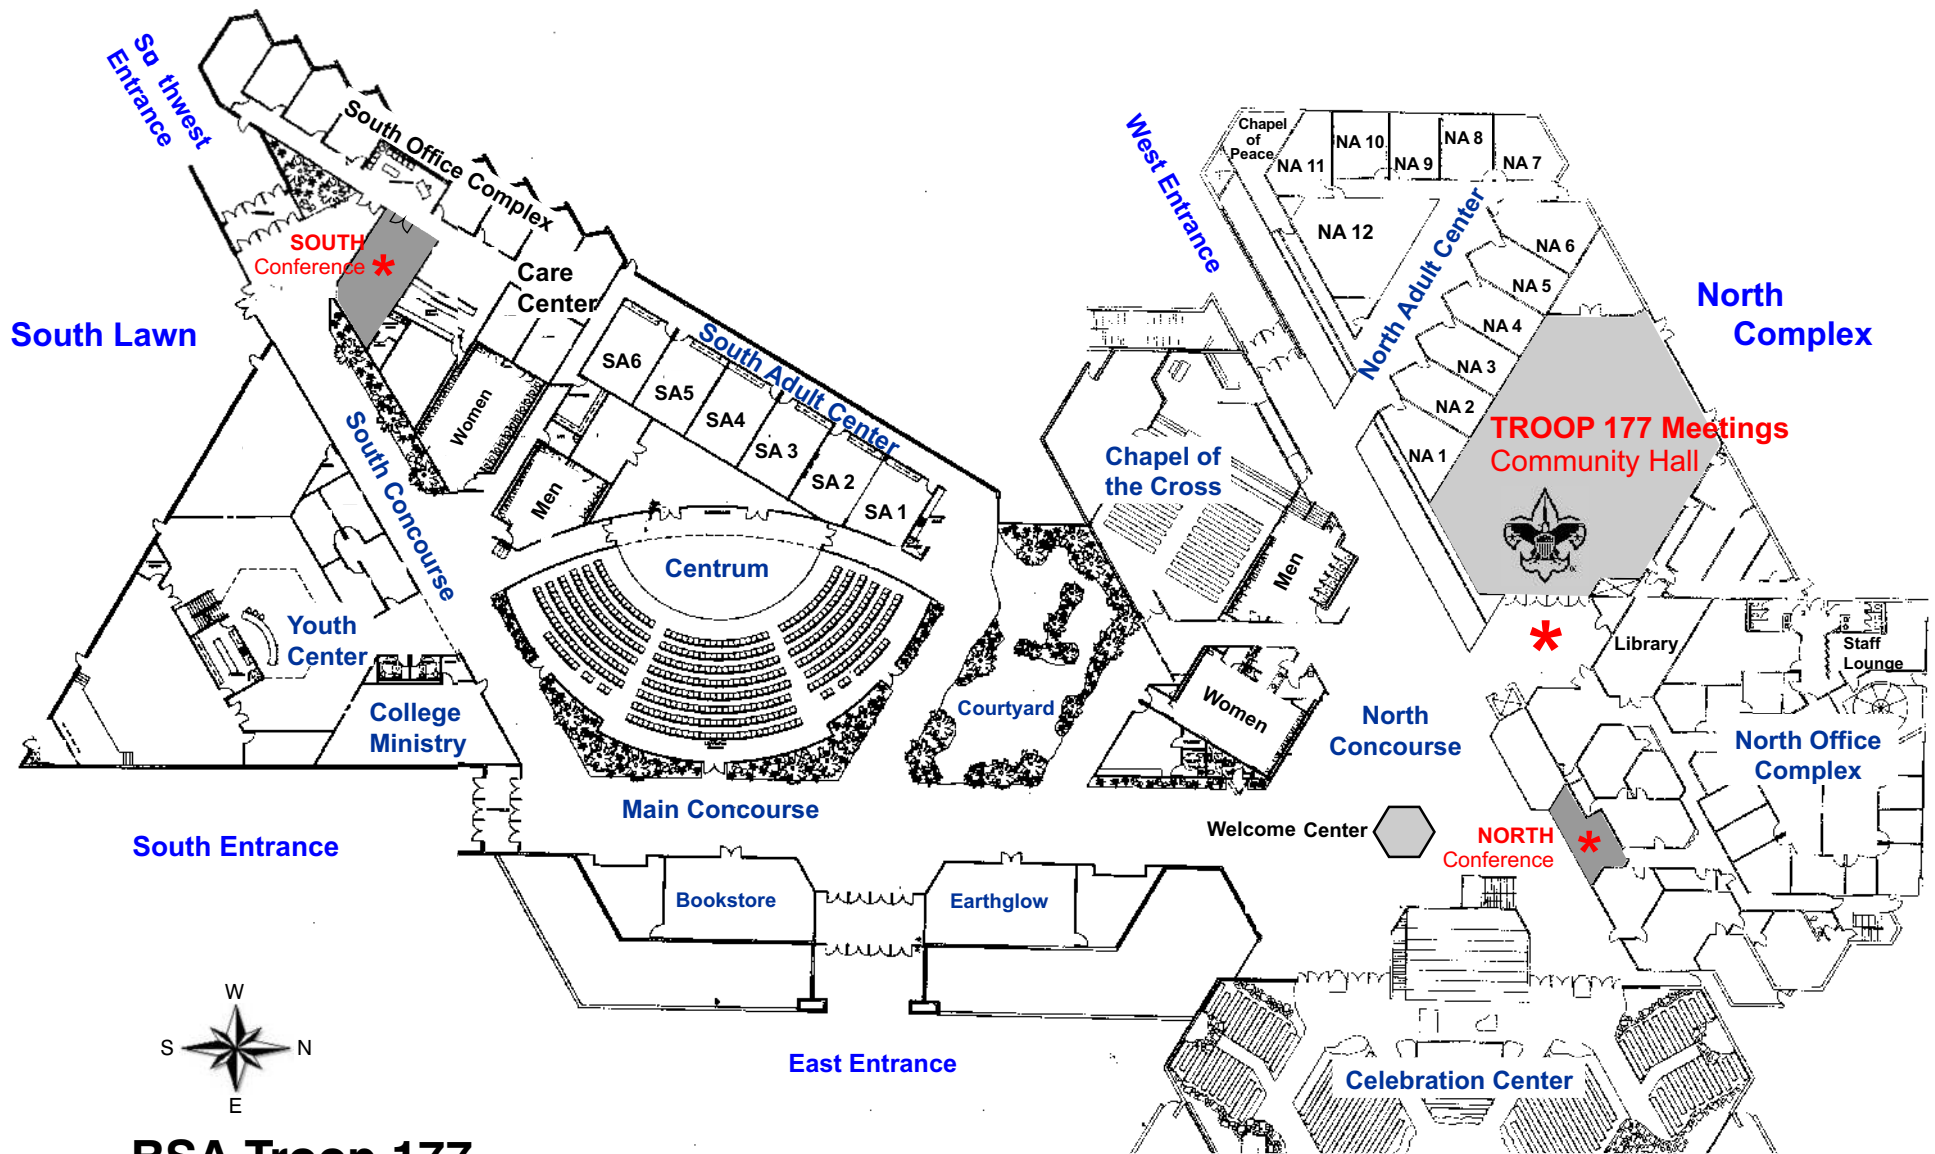 Southwest
Entrance
South Office Complex
SOUTH
Conference
*
Care
Center
South Lawn
South Adult Center
SA6
SA5
SA4
SA 3
SA 2
SA 1
Women
Men
South Concourse
Centrum
Youth
Center
College
Ministry
Courtyard
Main Concourse
South Entrance
Bookstore
Earthglow
East Entrance
West Entrance
Chapel
of
Peace
NA 11
NA 10
NA 9
NA 8
NA 7
NA 12
NA 6
NA 5
NA 4
NA 3
NA 2
NA 1
North Adult Center
North
Complex
TROOP 177 Meetings
Community Hall
*
Chapel of
the Cross
Men
Women
Library
Staff
Lounge
North
Concourse
North Office
Complex
Welcome Center
NORTH
Conference
*
Celebration Center
W
S
N
E
BSA Troop 177